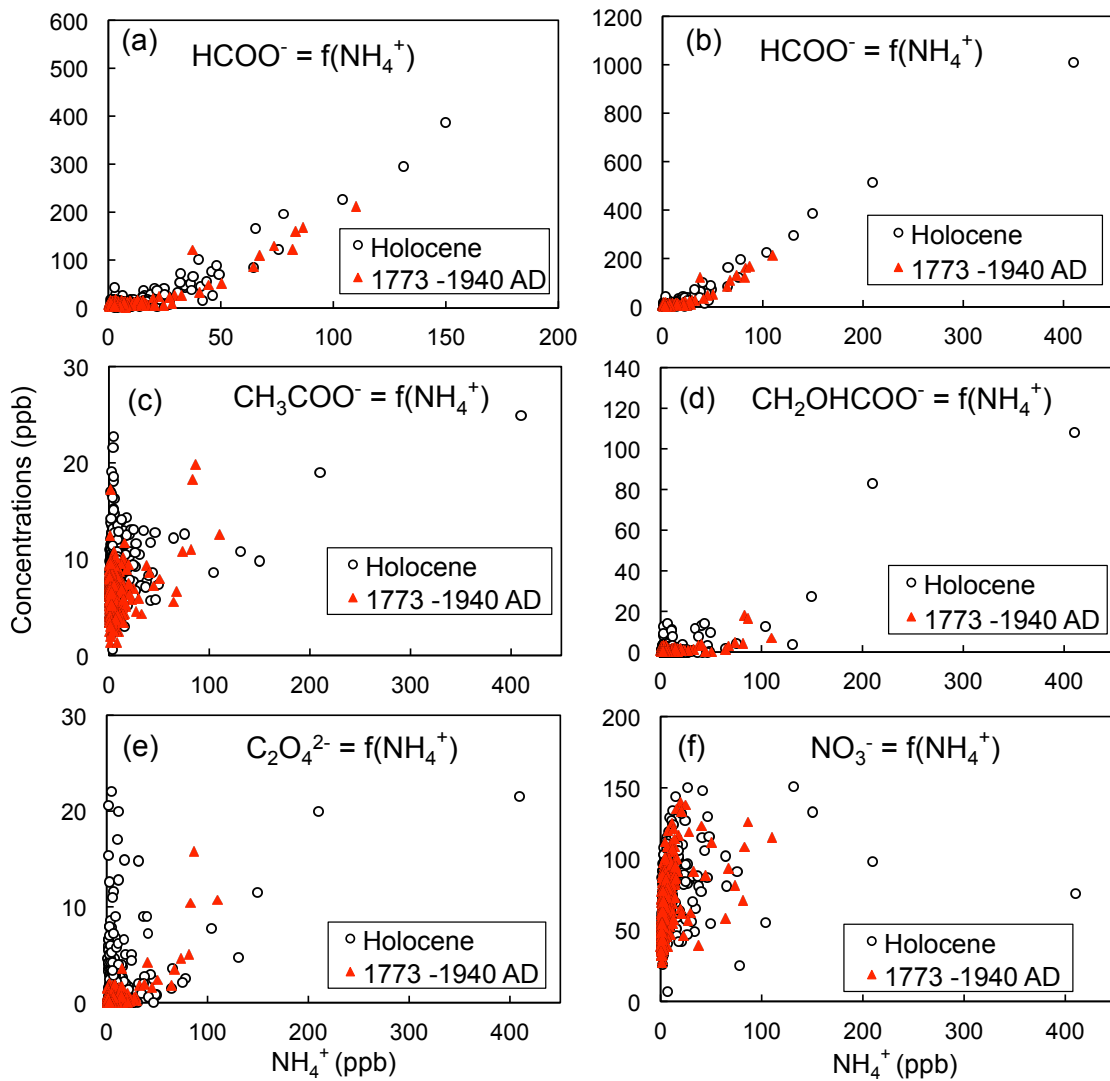 (a)
HCOO⁻ = f(NH₄⁺)
600
500
400
300
200
100
0
0 50 100 150 200
Holocene
1773 -1940 AD
(b)
HCOO⁻ = f(NH₄⁺)
1200
1000
800
600
400
200
0
0 100 200 300 400
Holocene
1773 -1940 AD
Concentrations (ppb)
(c)
CH₃COO⁻ = f(NH₄⁺)
30
20
10
0
0 100 200 300 400
Holocene
1773 -1940 AD
(d)
CH₂OHCOO⁻ = f(NH₄⁺)
140
120
100
80
60
40
20
0
0 100 200 300 400
Holocene
1773 -1940 AD
(e)
C₂O₄²⁻ = f(NH₄⁺)
30
20
10
0
0 100 200 300 400
Holocene
1773 -1940 AD
NH₄⁺ (ppb)
(f)
NO₃⁻ = f(NH₄⁺)
200
150
100
50
0
0 100 200 300 400
Holocene
1773 -1940 AD
NH₄⁺ (ppb)